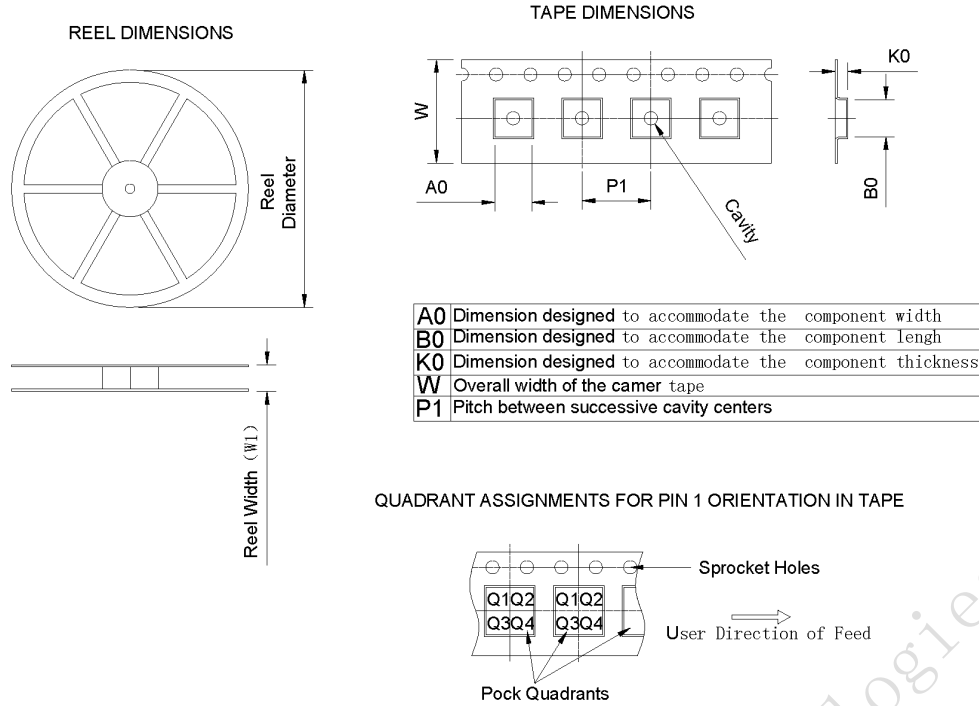 REEL DIMENSIONS
TAPE DIMENSIONS
Reel
Diameter
W
A0
P1
Cavity
K0
B0
Reel Width (W1)
A0 Dimension designed to accommodate the component width
B0 Dimension designed to accommodate the component lengh
K0 Dimension designed to accommodate the component thickness
W Overall width of the camer tape
P1 Pitch between successive cavity centers
QUADRANT ASSIGNMENTS FOR PIN 1 ORIENTATION IN TAPE
Sprocket Holes
Q1Q2 Q1Q2
Q3Q4 Q3Q4
User Direction of Feed
Pock Quadrants